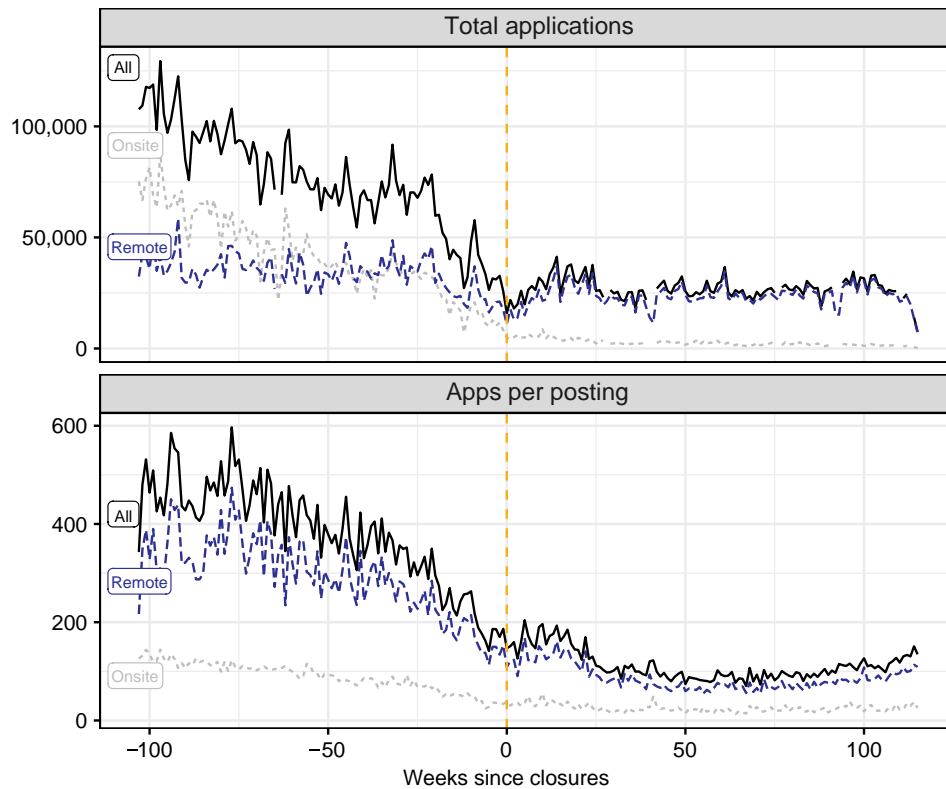 Total applications
All
100,000
Onsite
50,000
Remote
0
Apps per posting
600
All
400
Remote
200
Onsite
0
−100 −50 0 50 100
Weeks since closures